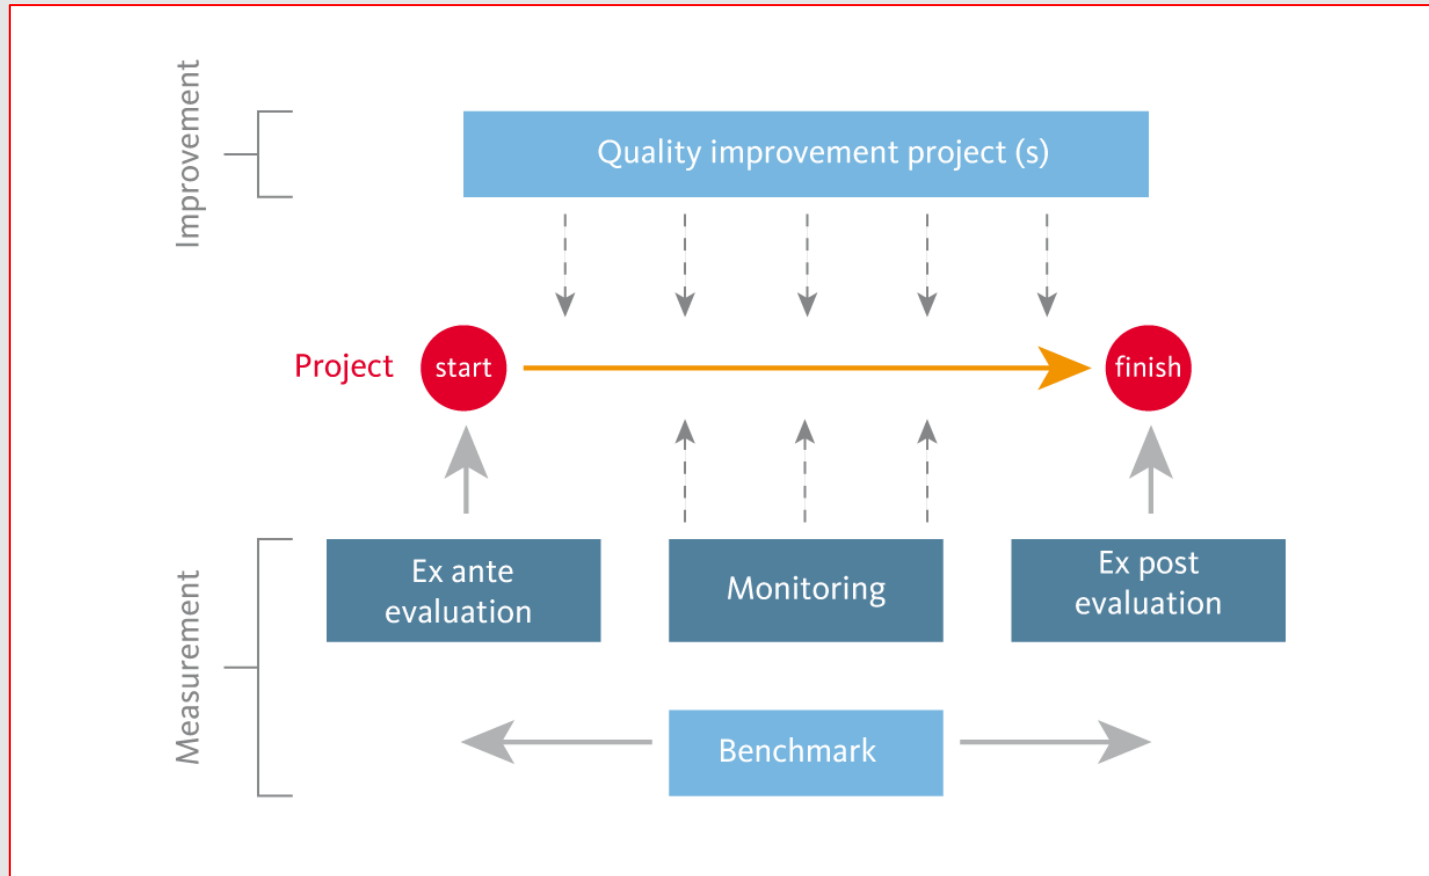 Improvement
Quality improvement project (s)
Project
start
finish
Measurement
Ex ante
evaluation
Monitoring
Ex post
evaluation
Benchmark